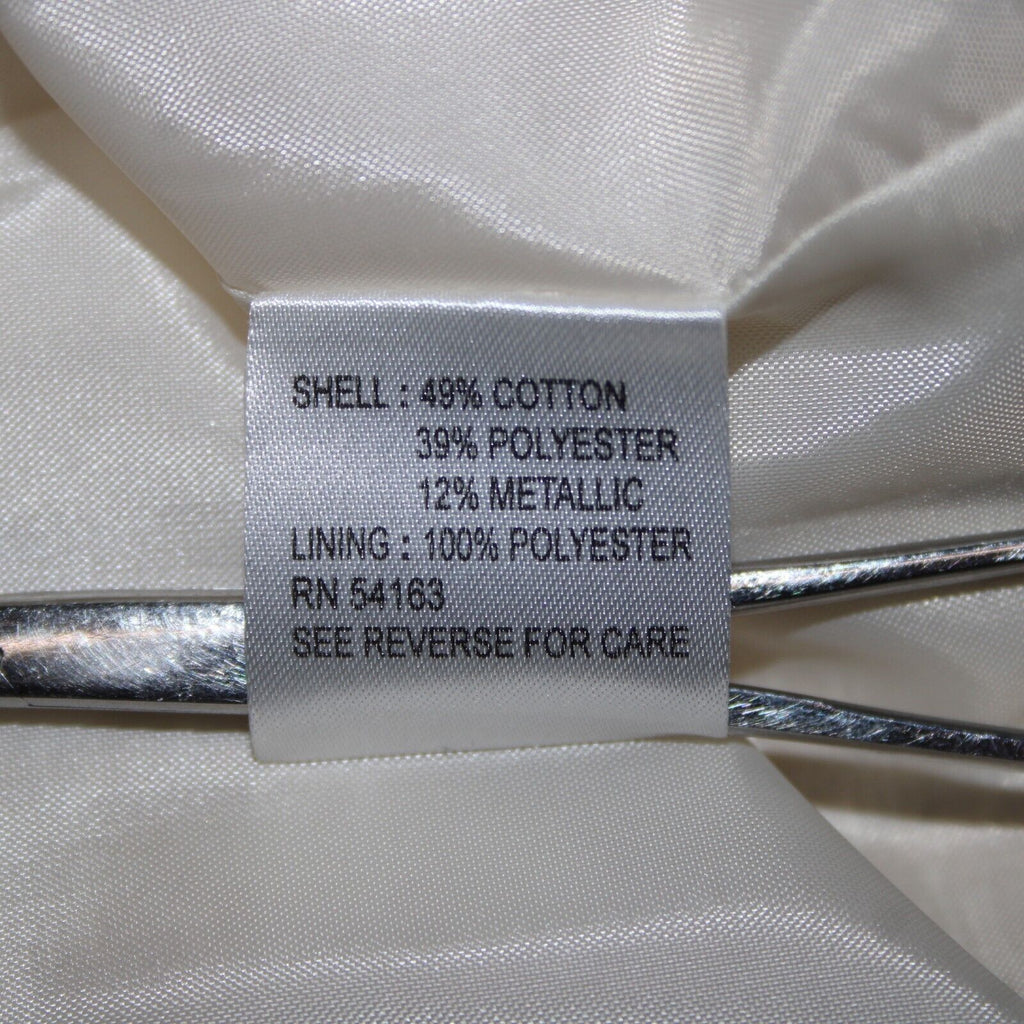 SHELL : 49% COTTON
39% POLYESTER
12% METALLIC
LINING : 100% POLYESTER
RN 54163
SEE REVERSE FOR CARE